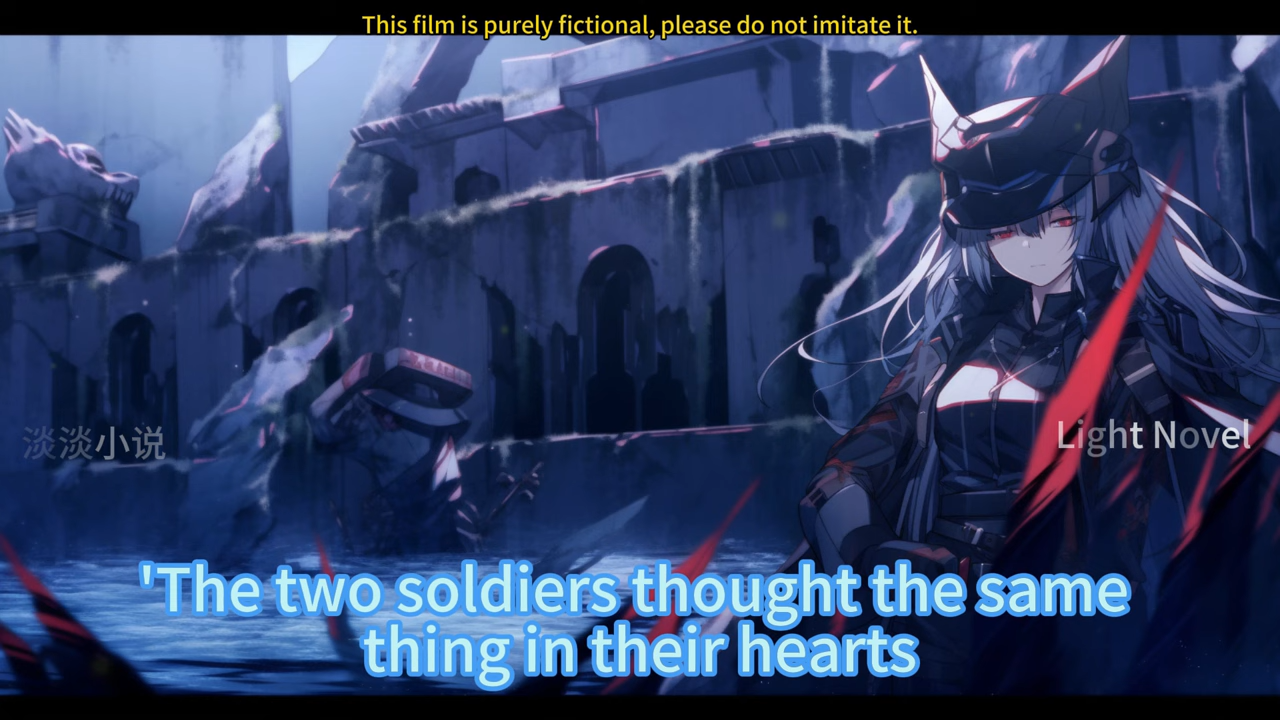 This film is purely fictional, please do not imitate it.
淡淡小说
Light Novel
'The two soldiers thought the same
thing in their hearts